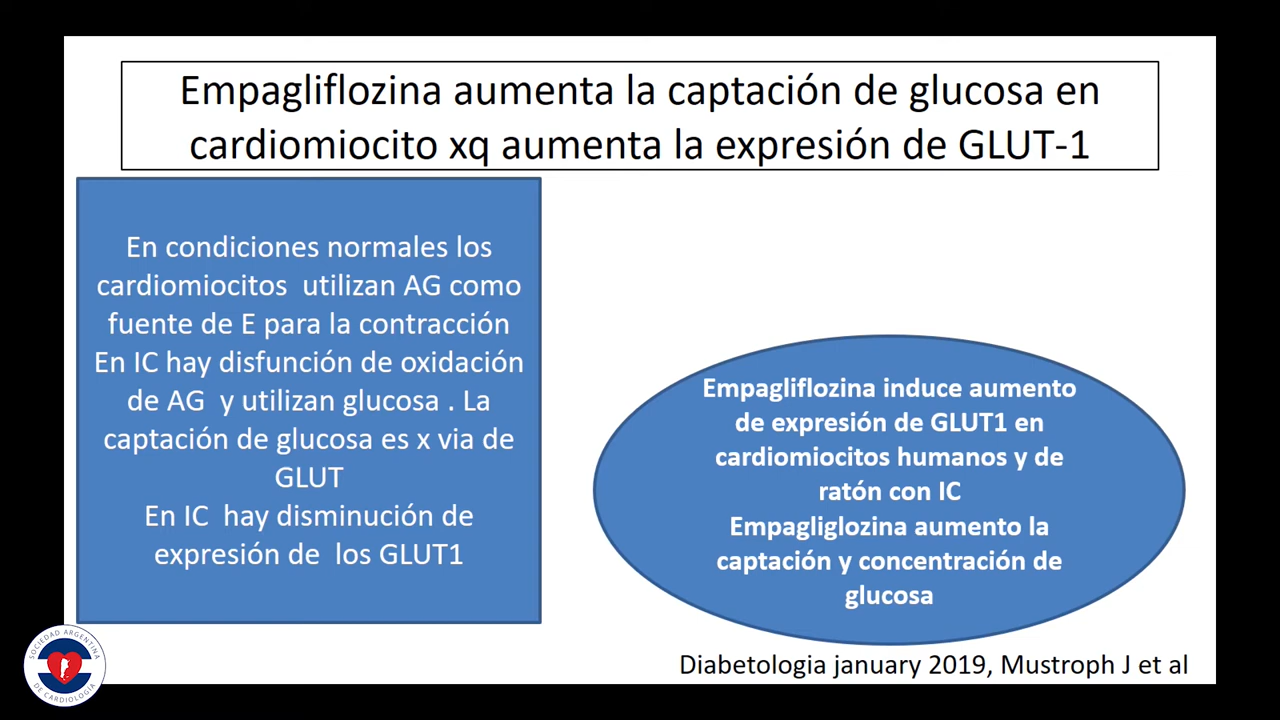 Empagliflozina aumenta la captación de glucosa en
cardiomiocito xq aumenta la expresión de GLUT-1
En condiciones normales los
cardiomiocitos utilizan AG como
fuente de E para la contracción
En IC hay disfunción de oxidación
de AG y utilizan glucosa . La
captación de glucosa es x via de
GLUT
En IC hay disminución de
expresión de los GLUT1
Empagliflozina induce aumento
de expresión de GLUT1 en
cardiomiocitos humanos y de
ratón con IC
Empagliglozina aumento la
captación y concentración de
glucosa
Diabetologia january 2019, Mustroph J et al
SOCIEDAD ARGENTINA
DE CARDIOLOGÍA